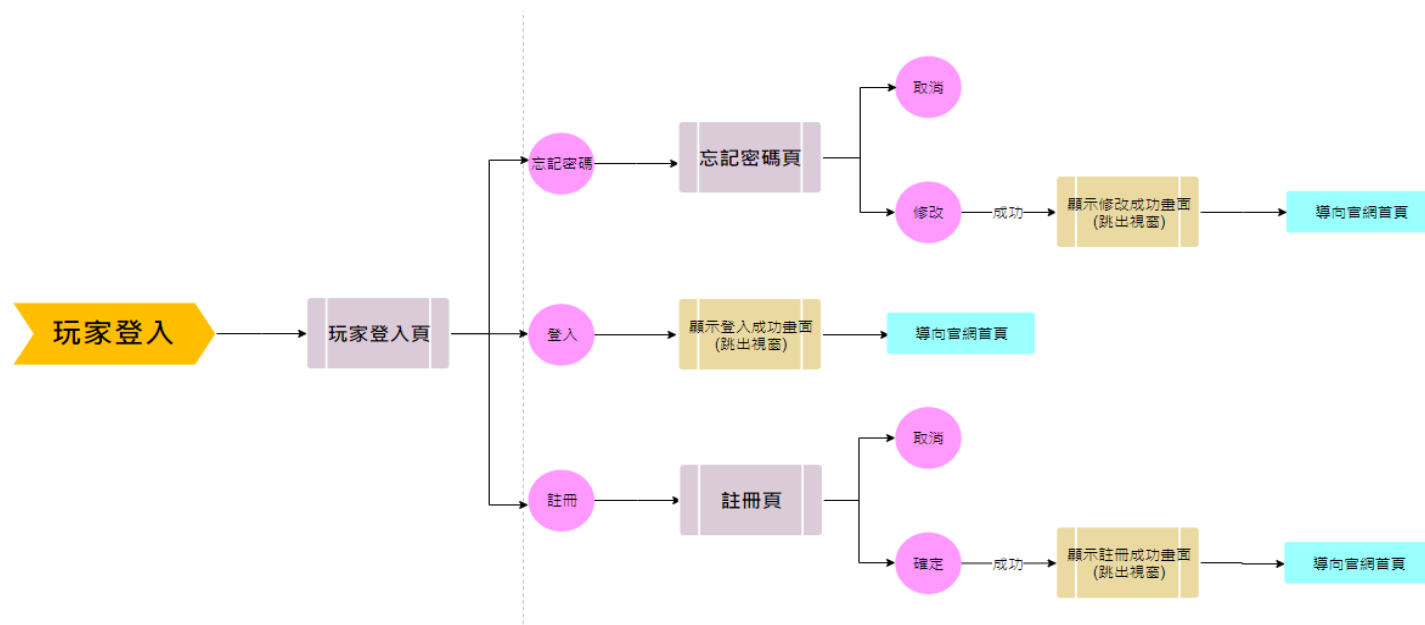 玩家登入
玩家登入頁
忘記密碼
忘記密碼頁
取消
修改
成功
顯示修改成功畫面
(跳出視窗)
導向官網首頁
登入
顯示登入成功畫面
(跳出視窗)
導向官網首頁
註冊
註冊頁
取消
確定
成功
顯示註冊成功畫面
(跳出視窗)
導向官網首頁